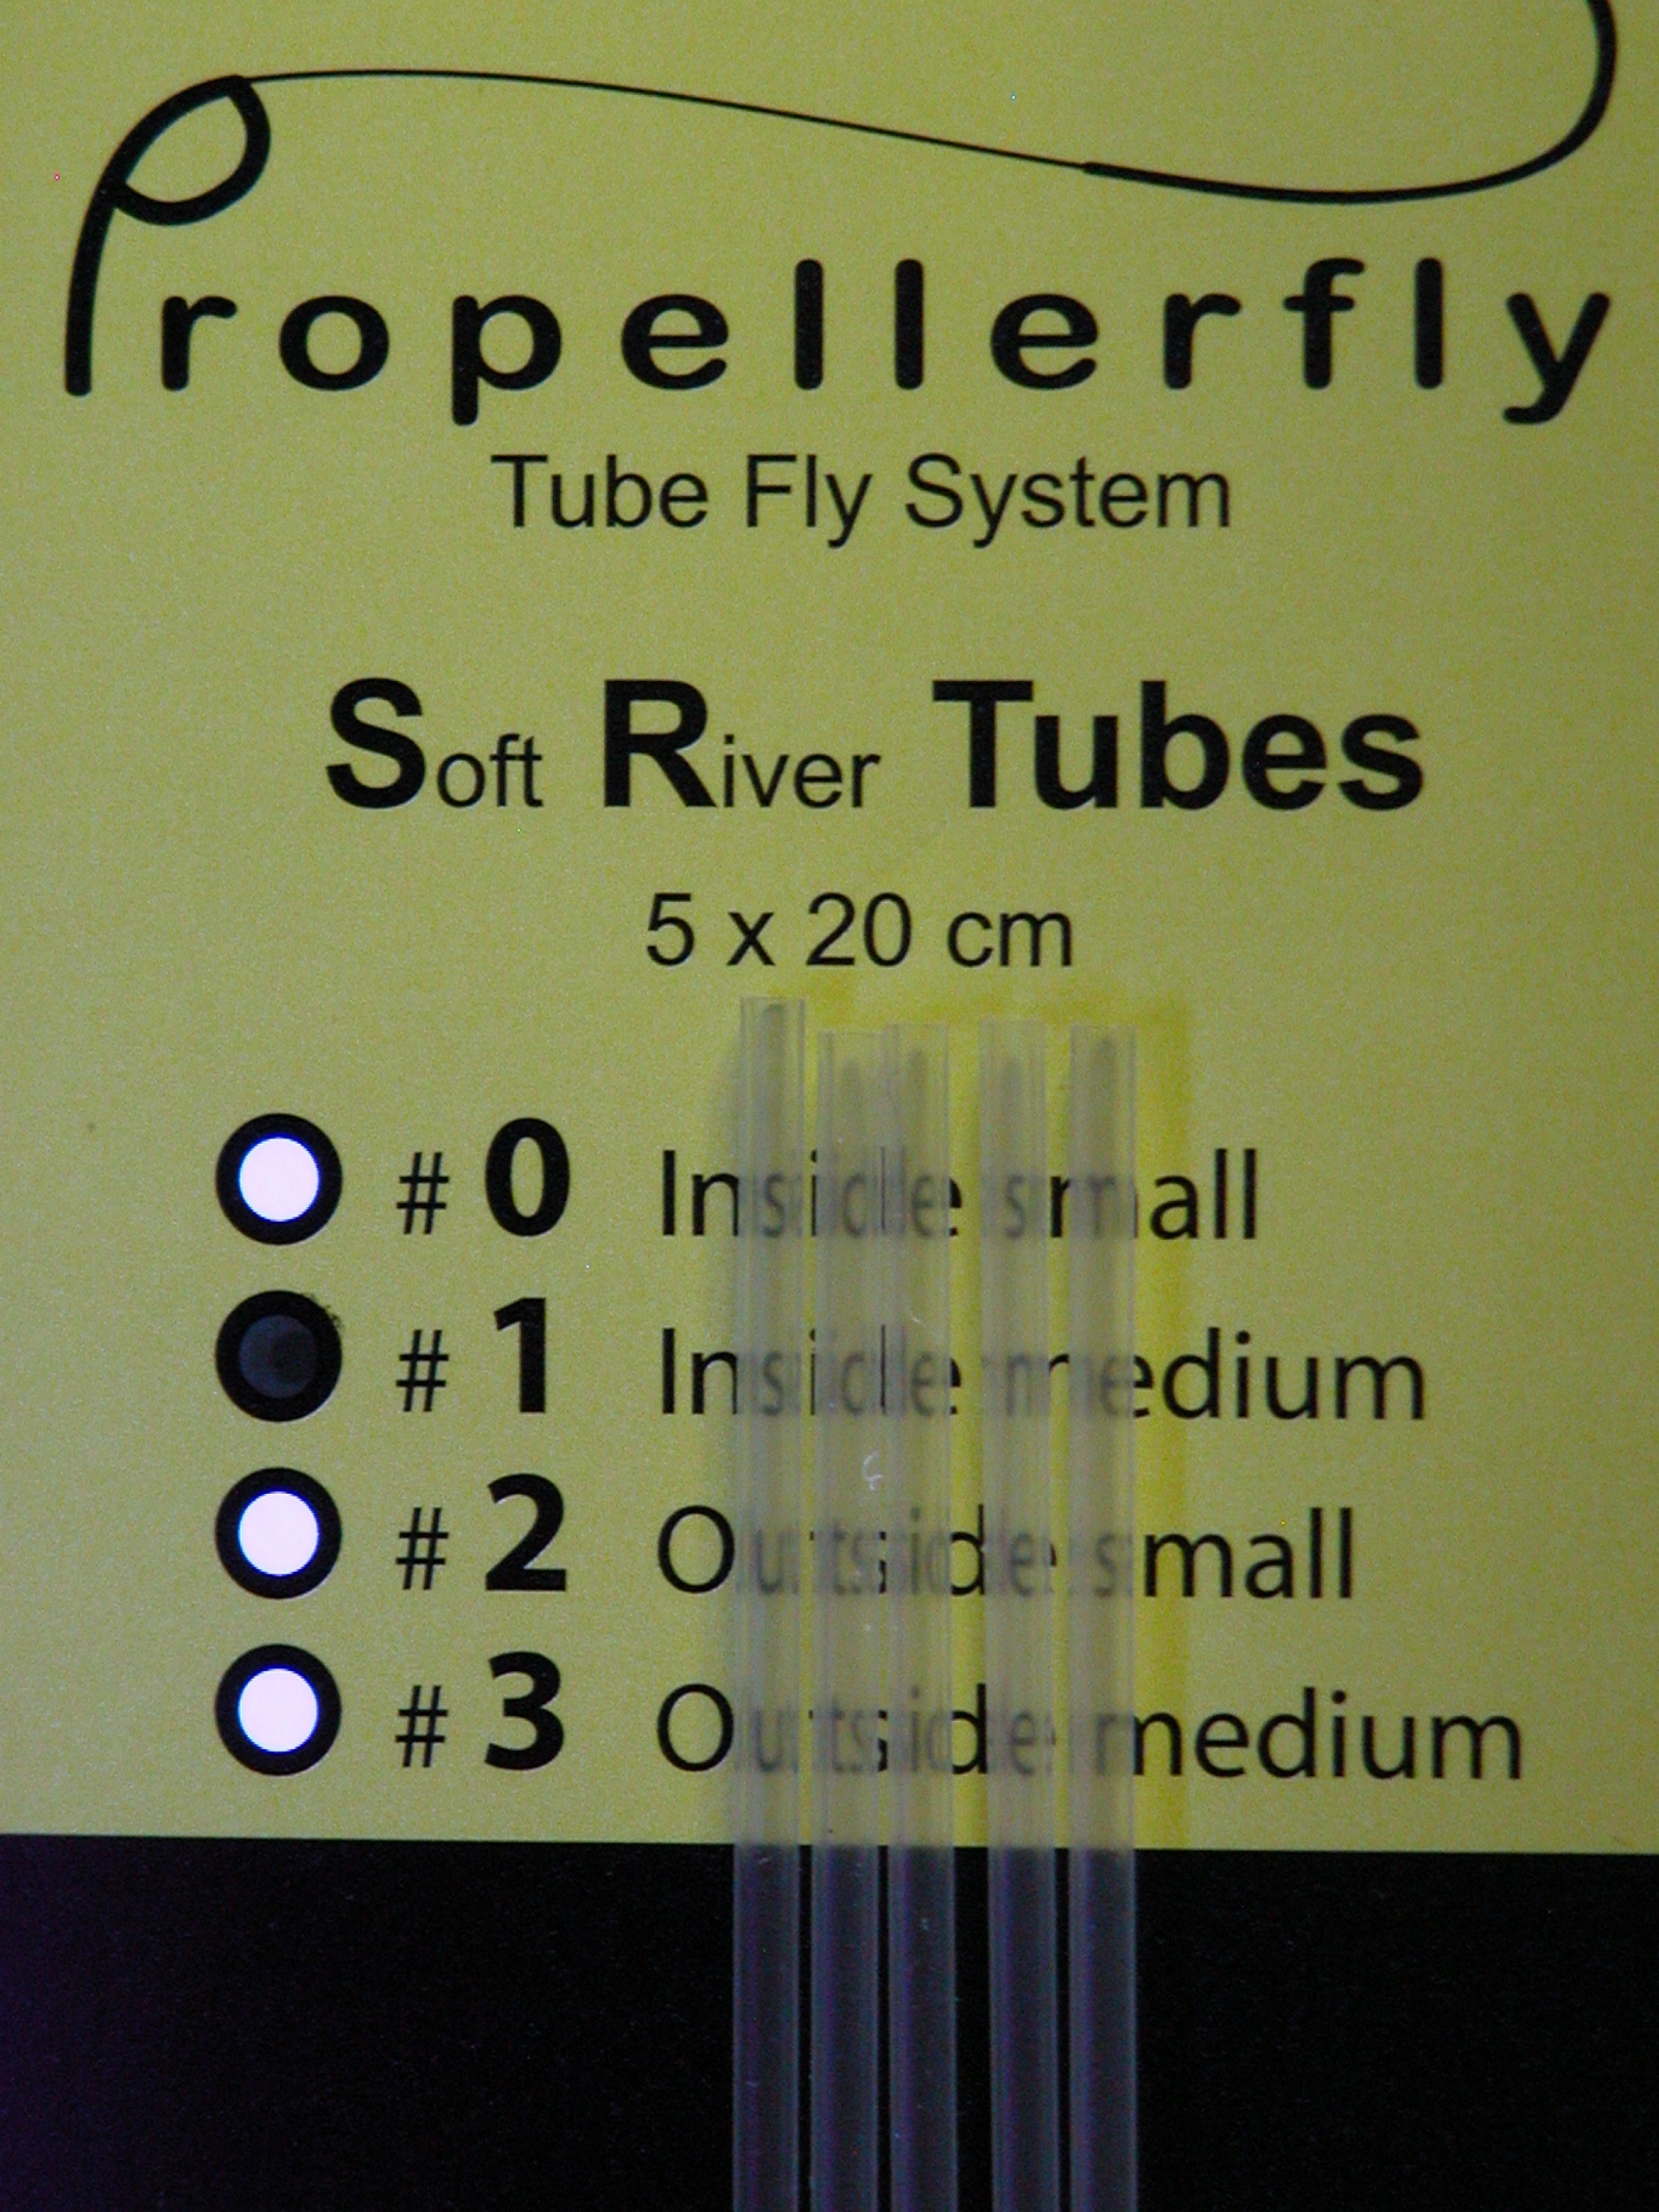 Propellerfly
Tube Fly System
Soft River Tubes
5 x 20 cm
# 0 Inside small
# 1 Inside medium
# 2 Outside small
# 3 Outside medium